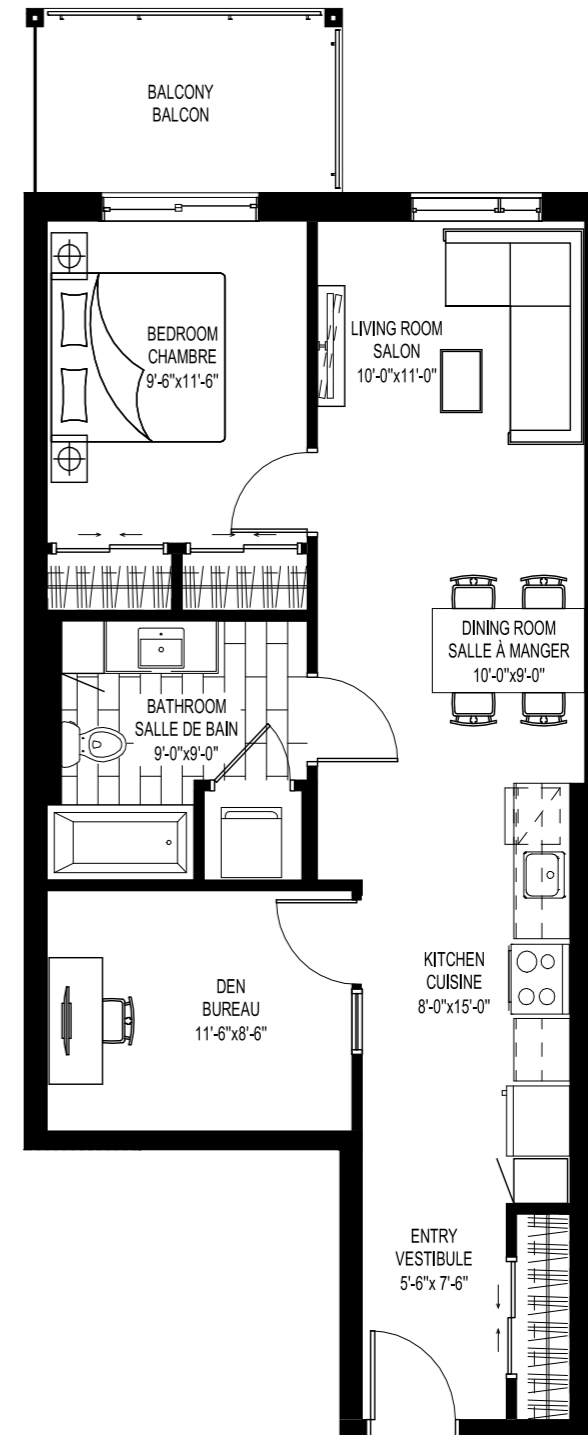 BALCONY
BALCON
BEDROOM
CHAMBRE
9'-6"x11'-6"
LIVING ROOM
SALON
10'-0"x11'-0"
DINING ROOM
SALLE À MANGER
10'-0"x9'-0"
BATHROOM
SALLE DE BAIN
9'-0"x9'-0"
KITCHEN
CUISINE
8'-0"x15'-0"
DEN
BUREAU
11'-6"x8'-6"
ENTRY
VESTIBULE
5'-6"x 7'-6"